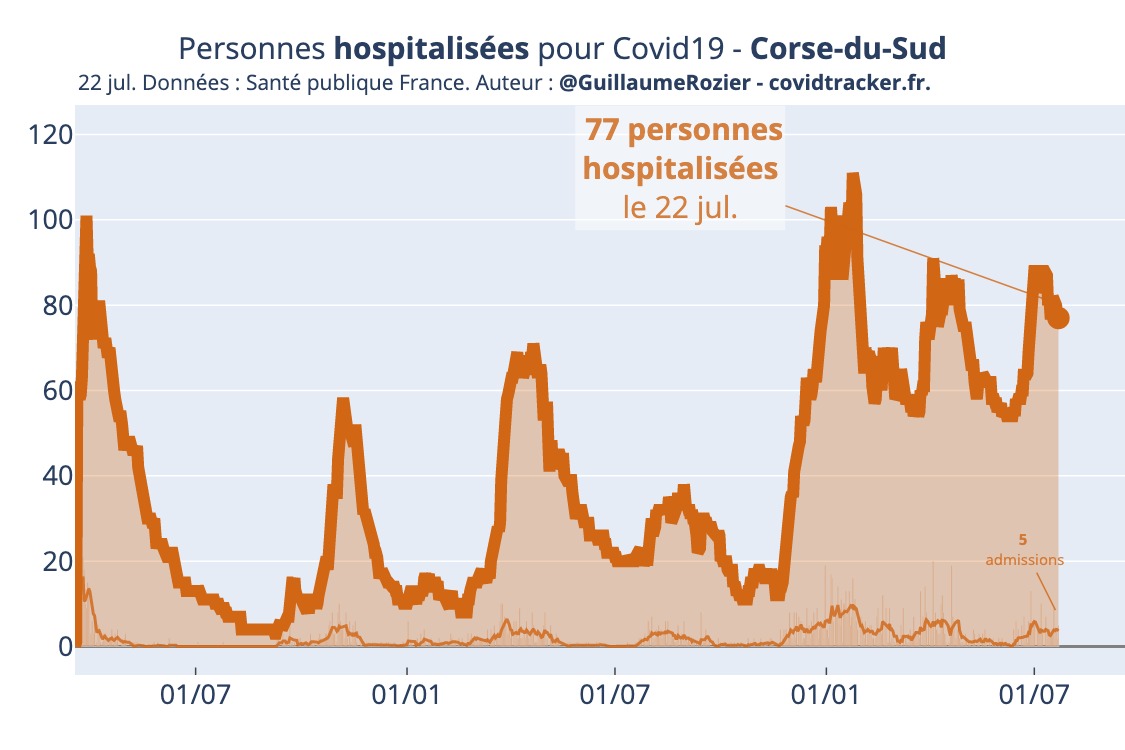 Personnes hospitalisées pour Covid19 - Corse-du-Sud
22 jul. Données : Santé publique France. Auteur : @GuillaumeRozier - covidtracker.fr.
77 personnes
hospitalisées
le 22 jul.
120
100
80
60
40
20
0
5
admissions
01/07
01/01
01/07
01/01
01/07